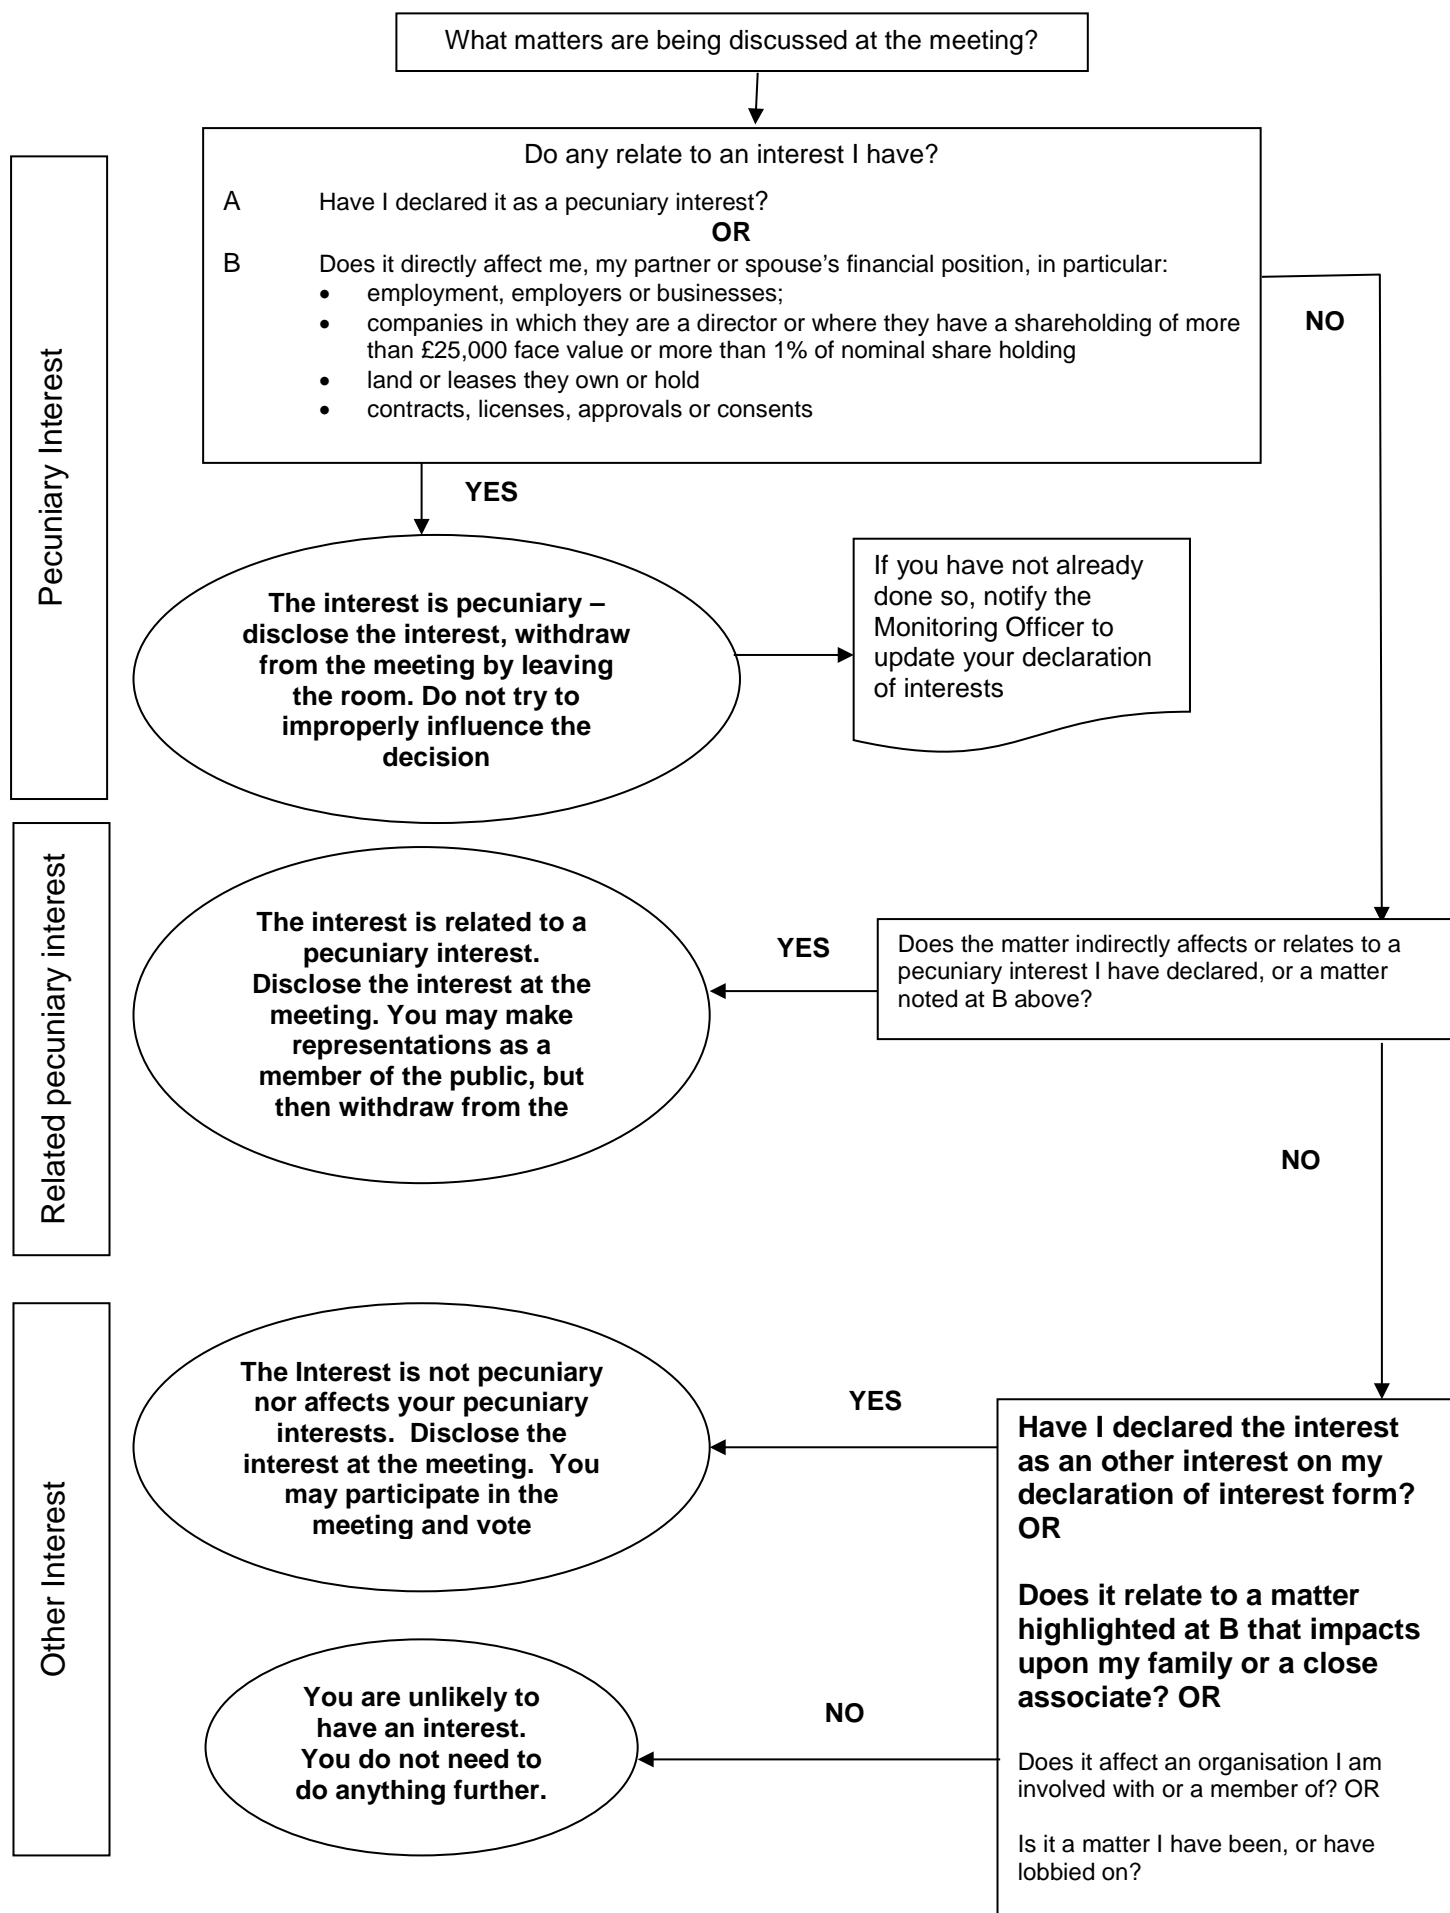 What matters are being discussed at the meeting?
Do any relate to an interest I have?
A Have I declared it as a pecuniary interest?
OR
B Does it directly affect me, my partner or spouse’s financial position, in particular:
• employment, employers or businesses;
• companies in which they are a director or where they have a shareholding of more
than £25,000 face value or more than 1% of nominal share holding
• land or leases they own or hold
• contracts, licenses, approvals or consents
NO
Pecuniary Interest
YES
The interest is pecuniary –
disclose the interest, withdraw
from the meeting by leaving
the room. Do not try to
improperly influence the
decision
If you have not already
done so, notify the
Monitoring Officer to
update your declaration
of interests
Related pecuniary interest
The interest is related to a
pecuniary interest.
Disclose the interest at the
meeting. You may make
representations as a
member of the public, but
then withdraw from the
YES
Does the matter indirectly affects or relates to a
pecuniary interest I have declared, or a matter
noted at B above?
NO
Other Interest
The Interest is not pecuniary
nor affects your pecuniary
interests. Disclose the
interest at the meeting. You
may participate in the
meeting and vote
YES
Have I declared the interest
as an other interest on my
declaration of interest form?
OR
Does it relate to a matter
highlighted at B that impacts
upon my family or a close
associate? OR
Does it affect an organisation I am
involved with or a member of? OR
Is it a matter I have been, or have
lobbied on?
NO
You are unlikely to
have an interest.
You do not need to
do anything further.